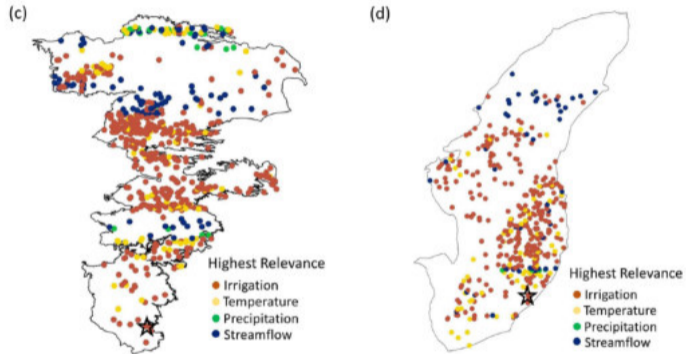 (c)
Highest Relevance
Irrigation
Temperature
Precipitation
Streamflow
(d)
Highest Relevance
Irrigation
Temperature
Precipitation
Streamflow